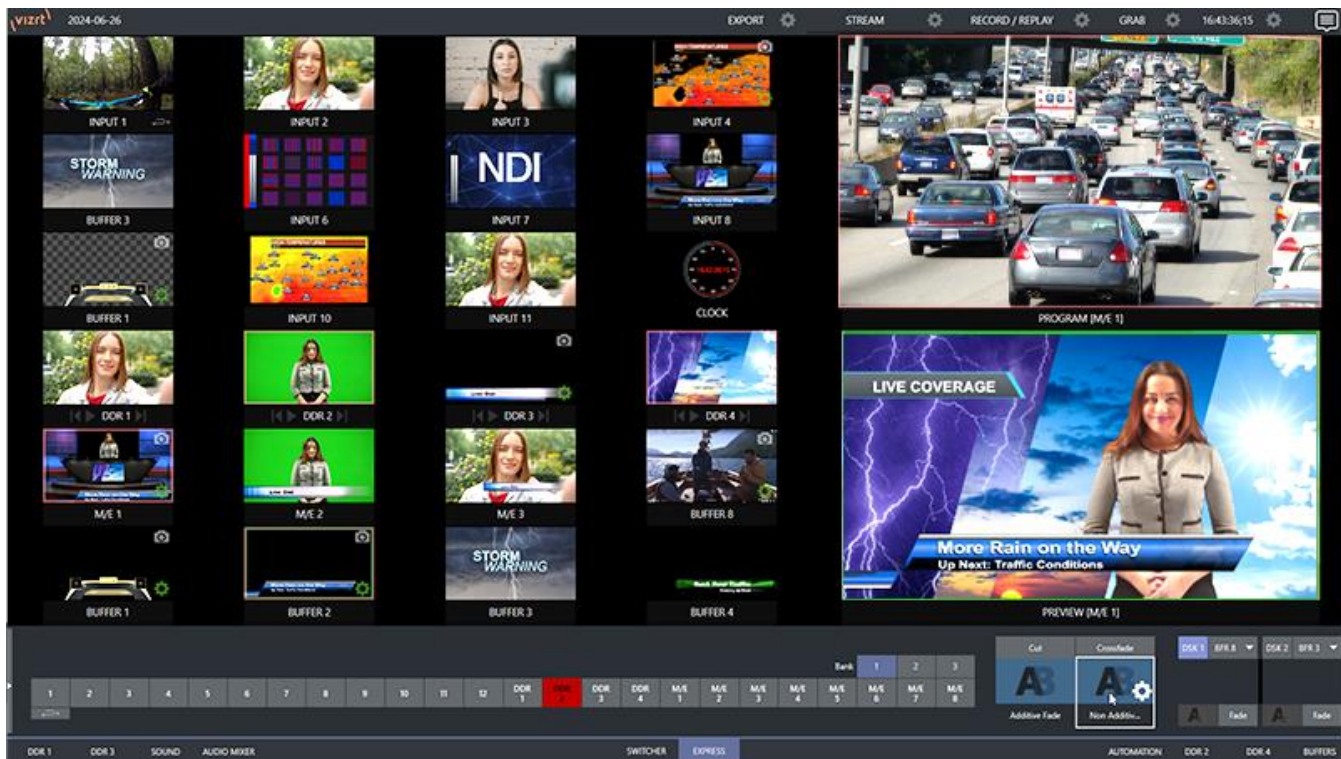 vizrt 2024-06-26 EXPORT STREAM RECORD / REPLAY GRAB 16:43:36;15
INPUT 1 INPUT 2 INPUT 3 INPUT 4
STORM
WARNING
NDI
BUFFER 3 INPUT 6 INPUT 7 INPUT 8
BUFFER 1 INPUT 10 INPUT 11 CLOCK
PROGRAM [M/E 1]
LIVE COVERAGE
DDR 1 DDR 2 DDR 3 DDR 4
M/E 1 M/E 2 M/E 3 BUFFER 8
STORM
WARNING
More Rain on the Way
Up Next: Traffic Conditions
BUFFER 1 BUFFER 2 BUFFER 3 BUFFER 4
PREVIEW [M/E 1]
Cut Crossfade DSK 1 BFR 8 DSK 2 BFR 3
Bank 1 2 3
1 2 3 4 5 6 7 8 9 10 11 12 DDR 1 DDR DDR 3 DDR 4 M/E 1 M/E 2 M/E 3 M/E 4 M/E 5 M/E 6 M/E 7 M/E 8
Additive Fade Non Additiv... Fade Fade
DDR 1 DDR 3 SOUND AUDIO MIXER SWITCHER EXPRESS AUTOMATION DDR 2 DDR 4 BUFFERS